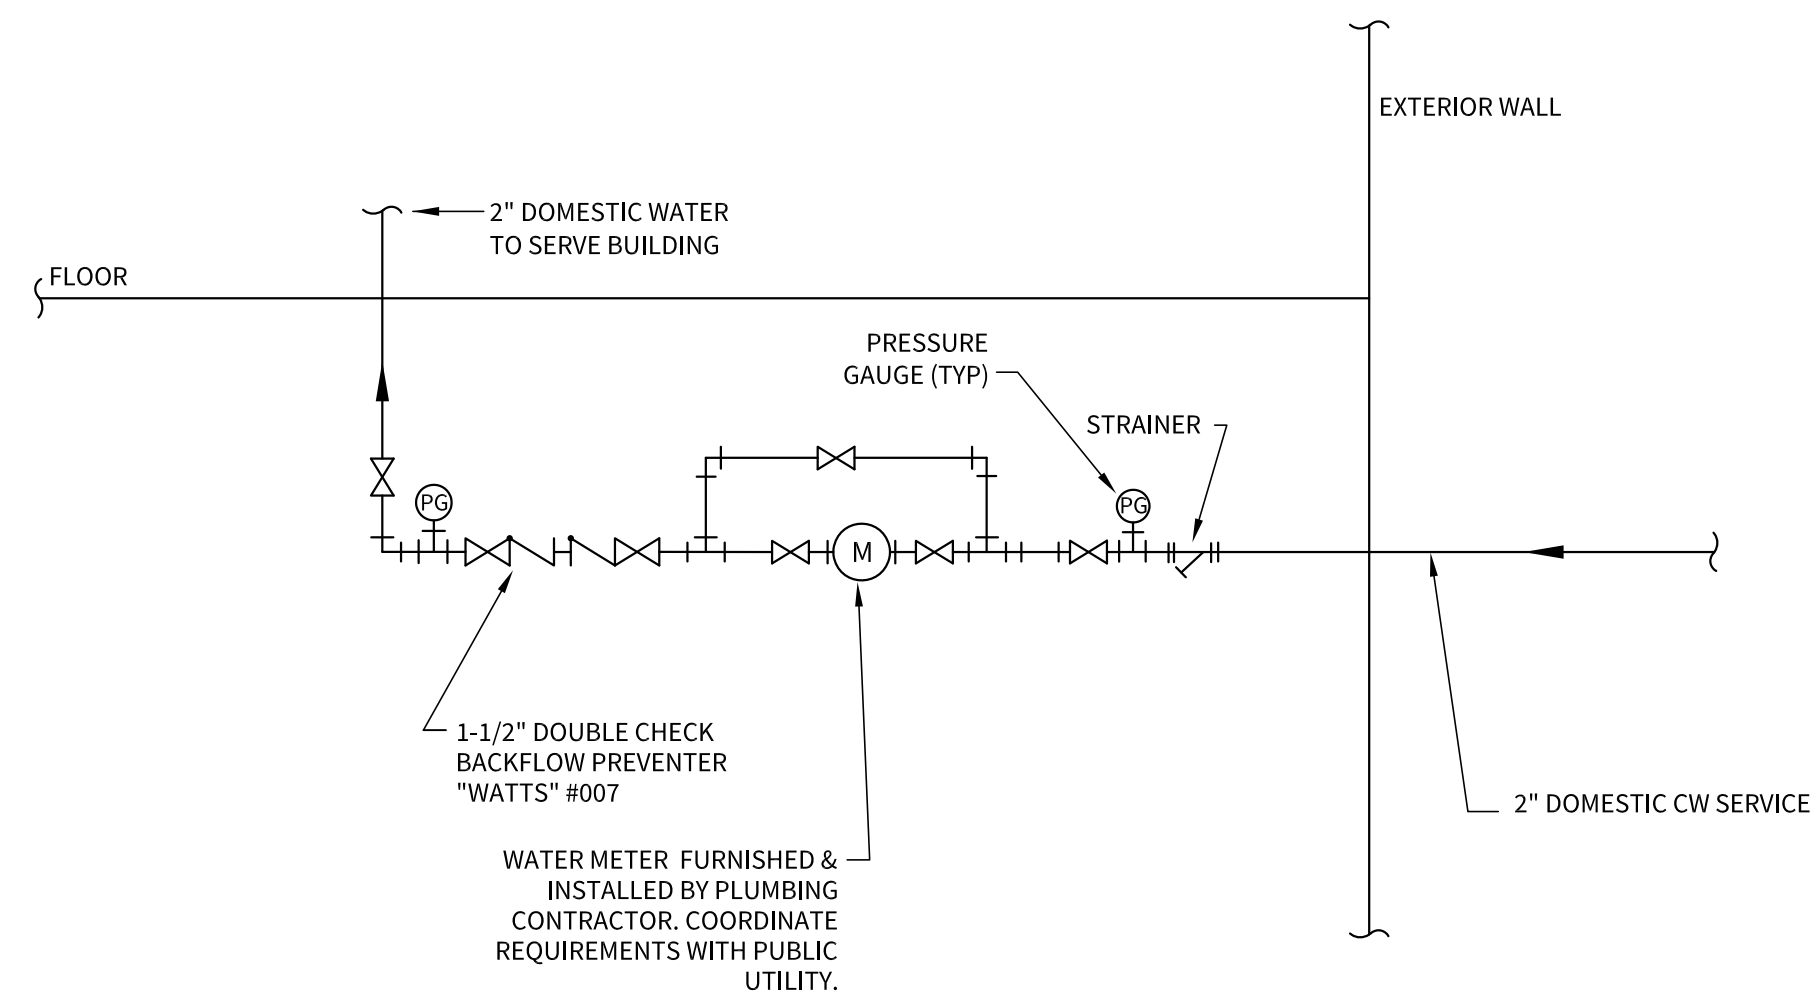 EXTERIOR WALL
2" DOMESTIC WATER
TO SERVE BUILDING
FLOOR
PRESSURE
GAUGE (TYP)
STRAINER
PG
PG
M
1-1/2" DOUBLE CHECK
BACKFLOW PREVENTER
"WATTS" #007
2" DOMESTIC CW SERVICE
WATER METER FURNISHED &
INSTALLED BY PLUMBING
CONTRACTOR. COORDINATE
REQUIREMENTS WITH PUBLIC
UTILITY.